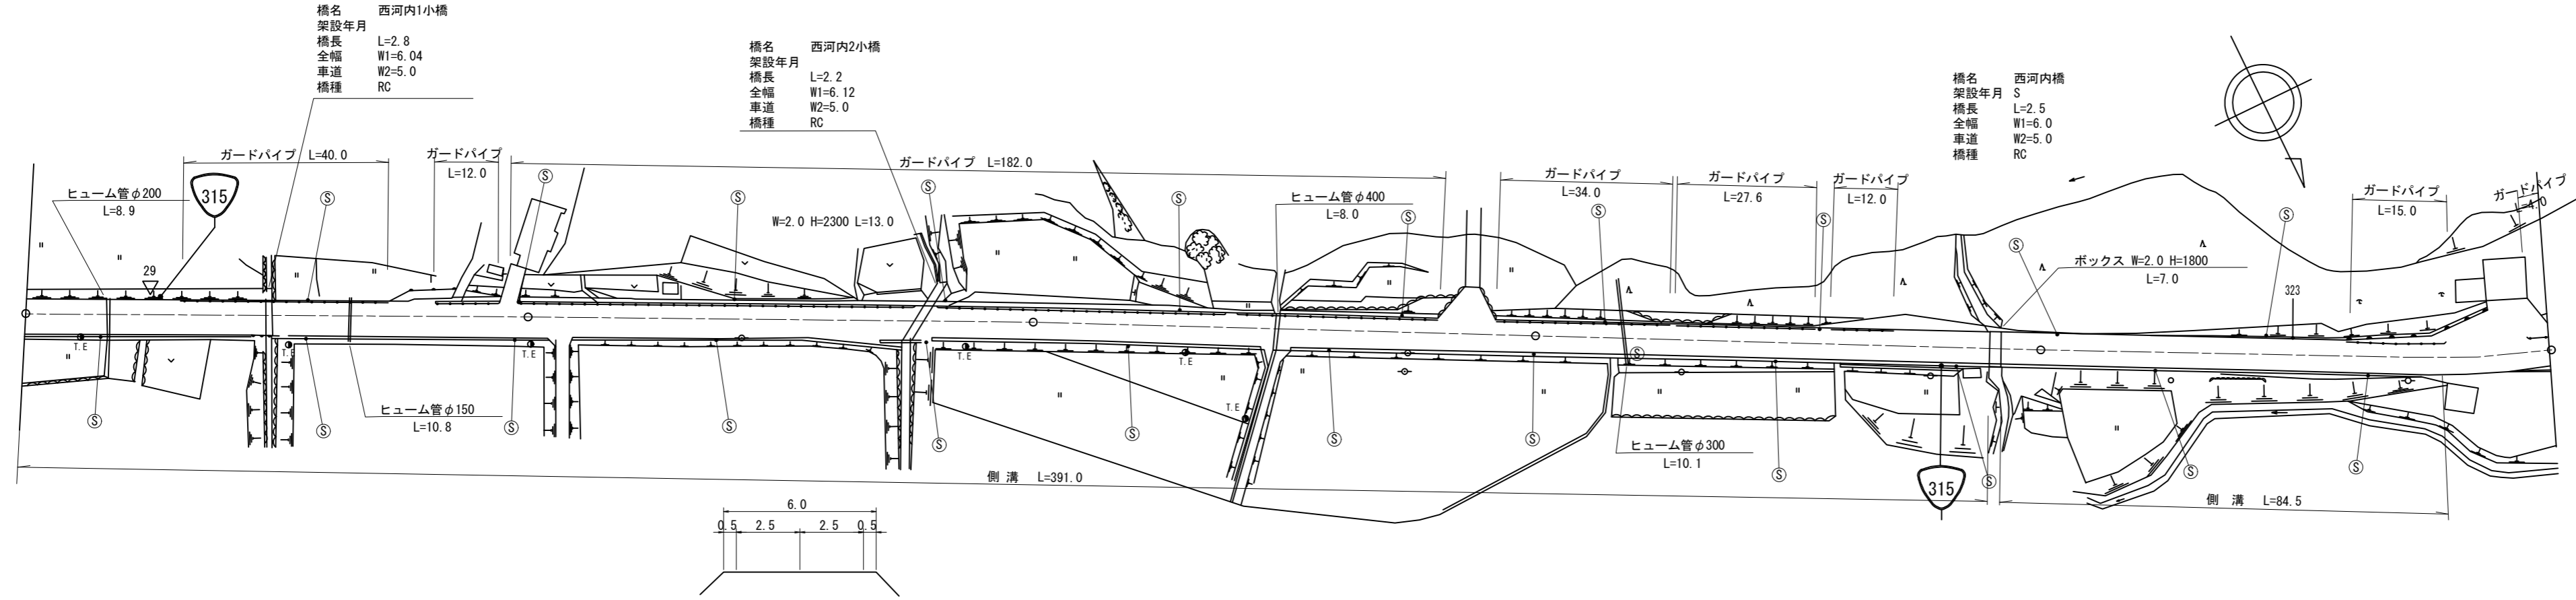 橋名 西河内1小橋
架設年月
橋長 L=2.8
全幅 W1=6.04
車道 W2=5.0
橋種 RC
橋名 西河内2小橋
架設年月
橋長 L=2.2
全幅 W1=6.12
車道 W2=5.0
橋種 RC
橋名 西河内橋
架設年月 S
橋長 L=2.5
全幅 W1=6.0
車道 W2=5.0
橋種 RC
ガードパイプ L=40.0
ガードパイプ
L=12.0
ガードパイプ L=182.0
ガードパイプ
L=34.0
ガードパイプ
L=27.6
ガードパイプ
L=12.0
ガードパイプ
L=15.0
ガードパイプ
L=4.0
ヒューム管φ200
L=8.9
315
29
W=2.0 H=2300 L=13.0
ヒューム管φ400
L=8.0
ボックス W=2.0 H=1800
L=7.0
323
Ⓢ
Ⓢ
Ⓢ
Ⓢ
Ⓢ
Ⓢ
Ⓢ
Ⓢ
Ⓢ
Ⓢ
T.E
T.E
T.E
T.E
T.E
T.E
ヒューム管φ150
L=10.8
ヒューム管φ300
L=10.1
Ⓢ
Ⓢ
Ⓢ
Ⓢ
Ⓢ
Ⓢ
Ⓢ
Ⓢ
Ⓢ
Ⓢ
Ⓢ
Ⓢ
Ⓢ
315
側 溝 L=391.0
側 溝 L=84.5
6.0
0.5 2.5 2.5 0.5